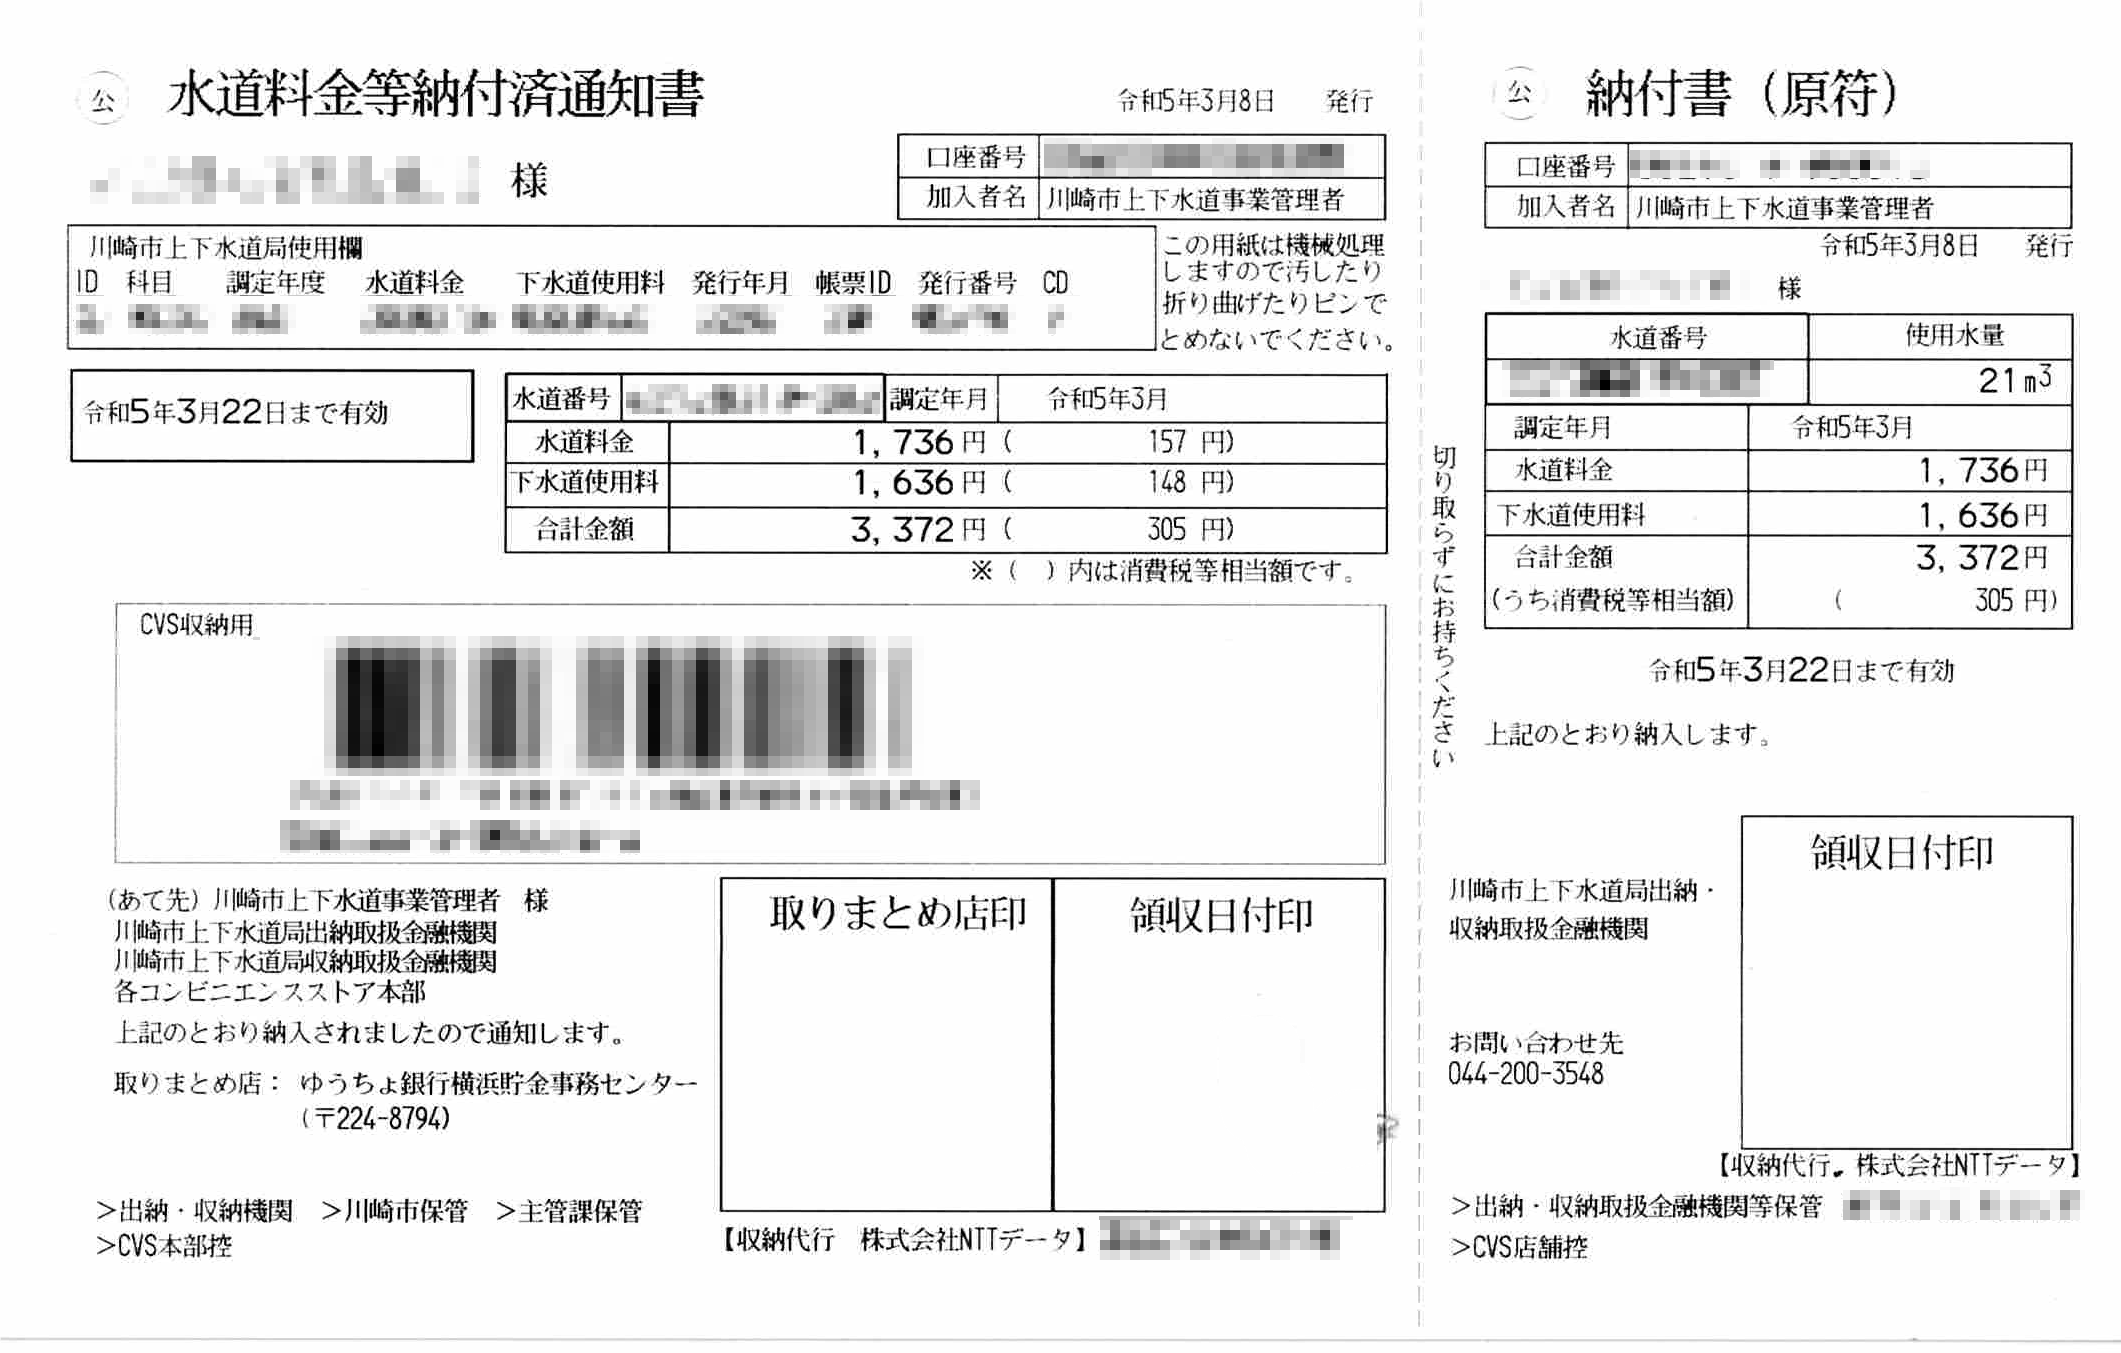 公 水道料金等納付済通知書
令和5年3月8日 発行
様
口座番号
加入者名 川崎市上下水道事業管理者
川崎市上下水道局使用欄
ID 科目 調定年度 水道料金 下水道使用料 発行年月 帳票ID 発行番号 CD
この用紙は機械処理
しますので汚したり
折り曲げたりピンで
とめないでください。
令和5年3月22日まで有効
水道番号 調定年月 令和5年3月
水道料金 1,736円 ( 157 円)
下水道使用料 1,636円 ( 148 円)
合計金額 3,372円 ( 305 円)
※( )内は消費税等相当額です。
CVS収納用
(あて先) 川崎市上下水道事業管理者 様
川崎市上下水道局出納取扱金融機関
川崎市上下水道局収納取扱金融機関
各コンビニエンスストア本部
上記のとおり納入されましたので通知します。
取りまとめ店: ゆうちょ銀行横浜貯金事務センター
(〒224-8794)
取りまとめ店印 領収日付印
>出納・収納機関 >川崎市保管 >主管課保管
>CVS本部控
【収納代行 株式会社NTTデータ】
切り取らずにお持ちください
公 納付書(原符)
口座番号
加入者名 川崎市上下水道事業管理者
令和5年3月8日 発行
様
水道番号 使用水量
21m3
調定年月 令和5年3月
水道料金 1,736円
下水道使用料 1,636円
合計金額 3,372円
(うち消費税等相当額) ( 305 円)
令和5年3月22日まで有効
上記のとおり納入します。
領収日付印
川崎市上下水道局出納・
収納取扱金融機関
お問い合わせ先
044-200-3548
【収納代行 株式会社NTTデータ】
>出納・収納取扱金融機関等保管
>CVS店舗控